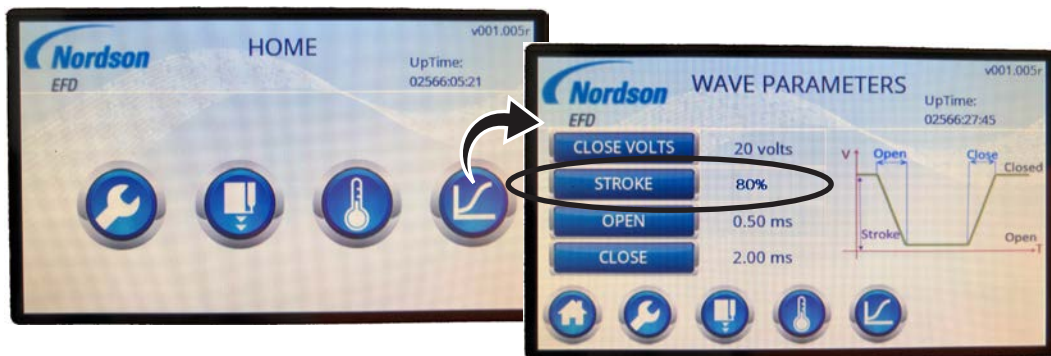 v001.005r
Nordson
EFD
HOME
UpTime:
02566:05:21
v001.005r
Nordson
EFD
WAVE PARAMETERS
UpTime:
02566:27:45
CLOSE VOLTS 20 volts
STROKE 80%
OPEN 0.50 ms
CLOSE 2.00 ms
V Open Close
Closed
Stroke
Open
T